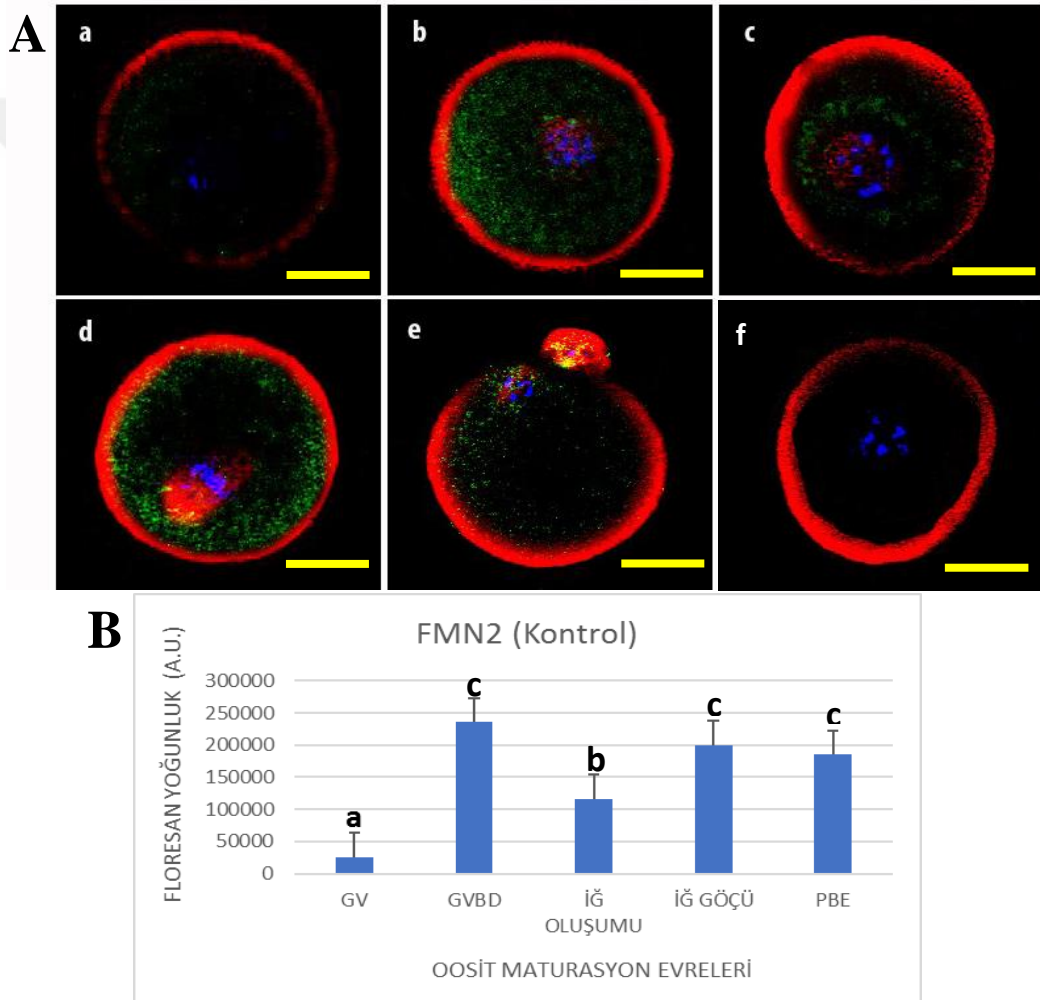 A
a
b
c
d
e
f
B
FMN2 (Kontrol)
FLORESAN YOĞUNLUK (A.U.)
300000
250000
200000
150000
100000
50000
0
a
c
b
c
c
GV
GVBD
İĞ
OLUŞUMU
İĞ GÖÇÜ
PBE
OOSİT MATURASYON EVRELERİ